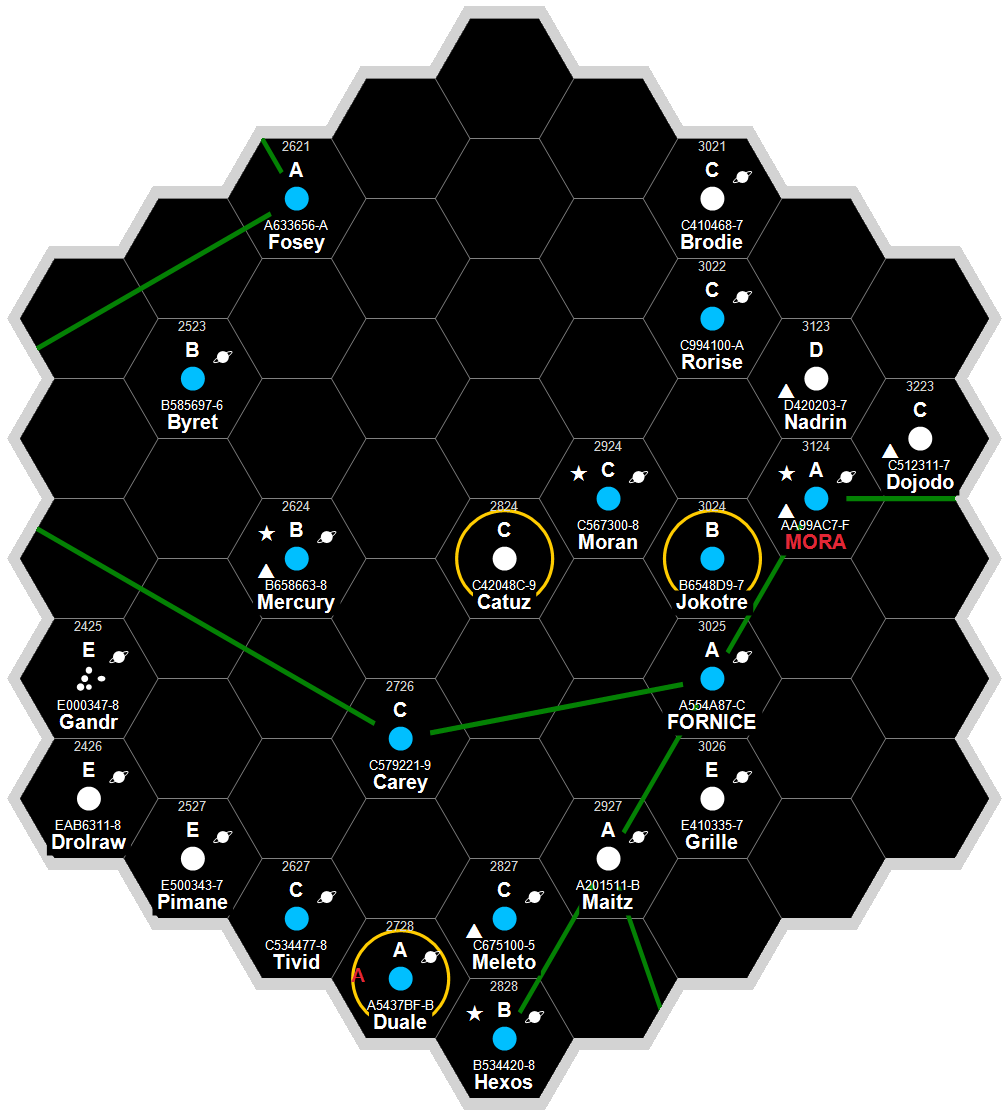 2621
A
A633656-A
Fosey
3021
C
C410468-7
Brodie
3022
C
C994100-A
Rorise
2523
B
B585697-6
Byret
3123
D
D420203-7
Nadrin
3223
C
C512311-7
Dojodo
2924
C
C567300-8
Moran
3124
A
AA99AC7-F
MORA
2624
B
B658663-8
Mercury
2824
C
C42048C-9
Catuz
3024
B
B6548D9-7
Jokotre
2425
E
E000347-8
Gandr
3025
A
A554A87-C
FORNICE
2726
C
C579221-9
Carey
2426
E
EAB6311-8
Drolraw
3026
E
E410335-7
Grille
2527
E
E500343-7
Pimane
2927
A
A201511-B
Maitz
2627
C
C534477-8
Tivid
2827
C
C675100-5
Meleto
2728
A
A
A5437BF-B
Duale
2828
B
B534420-8
Hexos